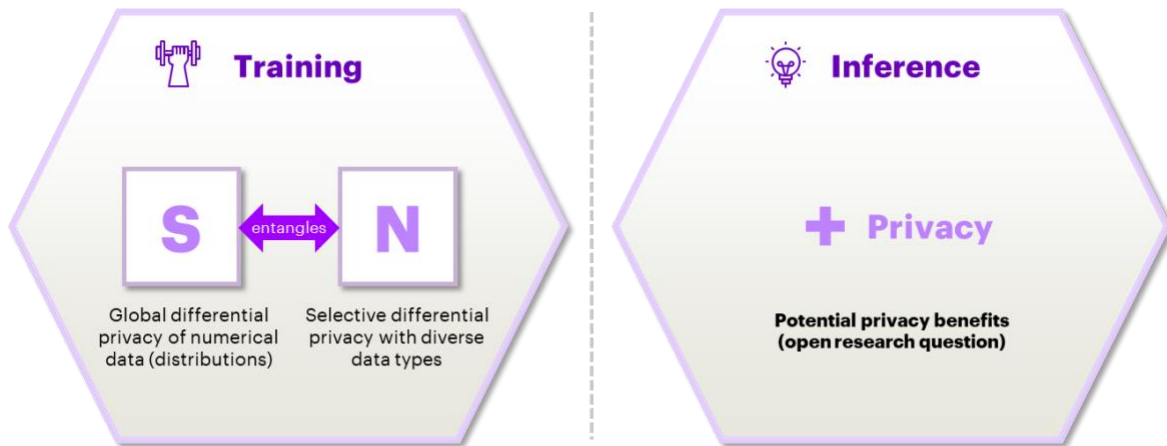 Training
S
entangles
N
Global differential
privacy of numerical
data (distributions)
Selective differential
privacy with diverse
data types
Inference
+ Privacy
Potential privacy benefits
(open research question)